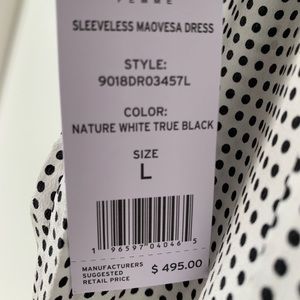 FEMME
SLEEVELESS MAOVESA DRESS
STYLE:
9018DR03457L
COLOR:
NATURE WHITE TRUE BLACK
SIZE
L
1 96597 04046 5
MANUFACTURERS
SUGGESTED
RETAIL PRICE
$ 495.00